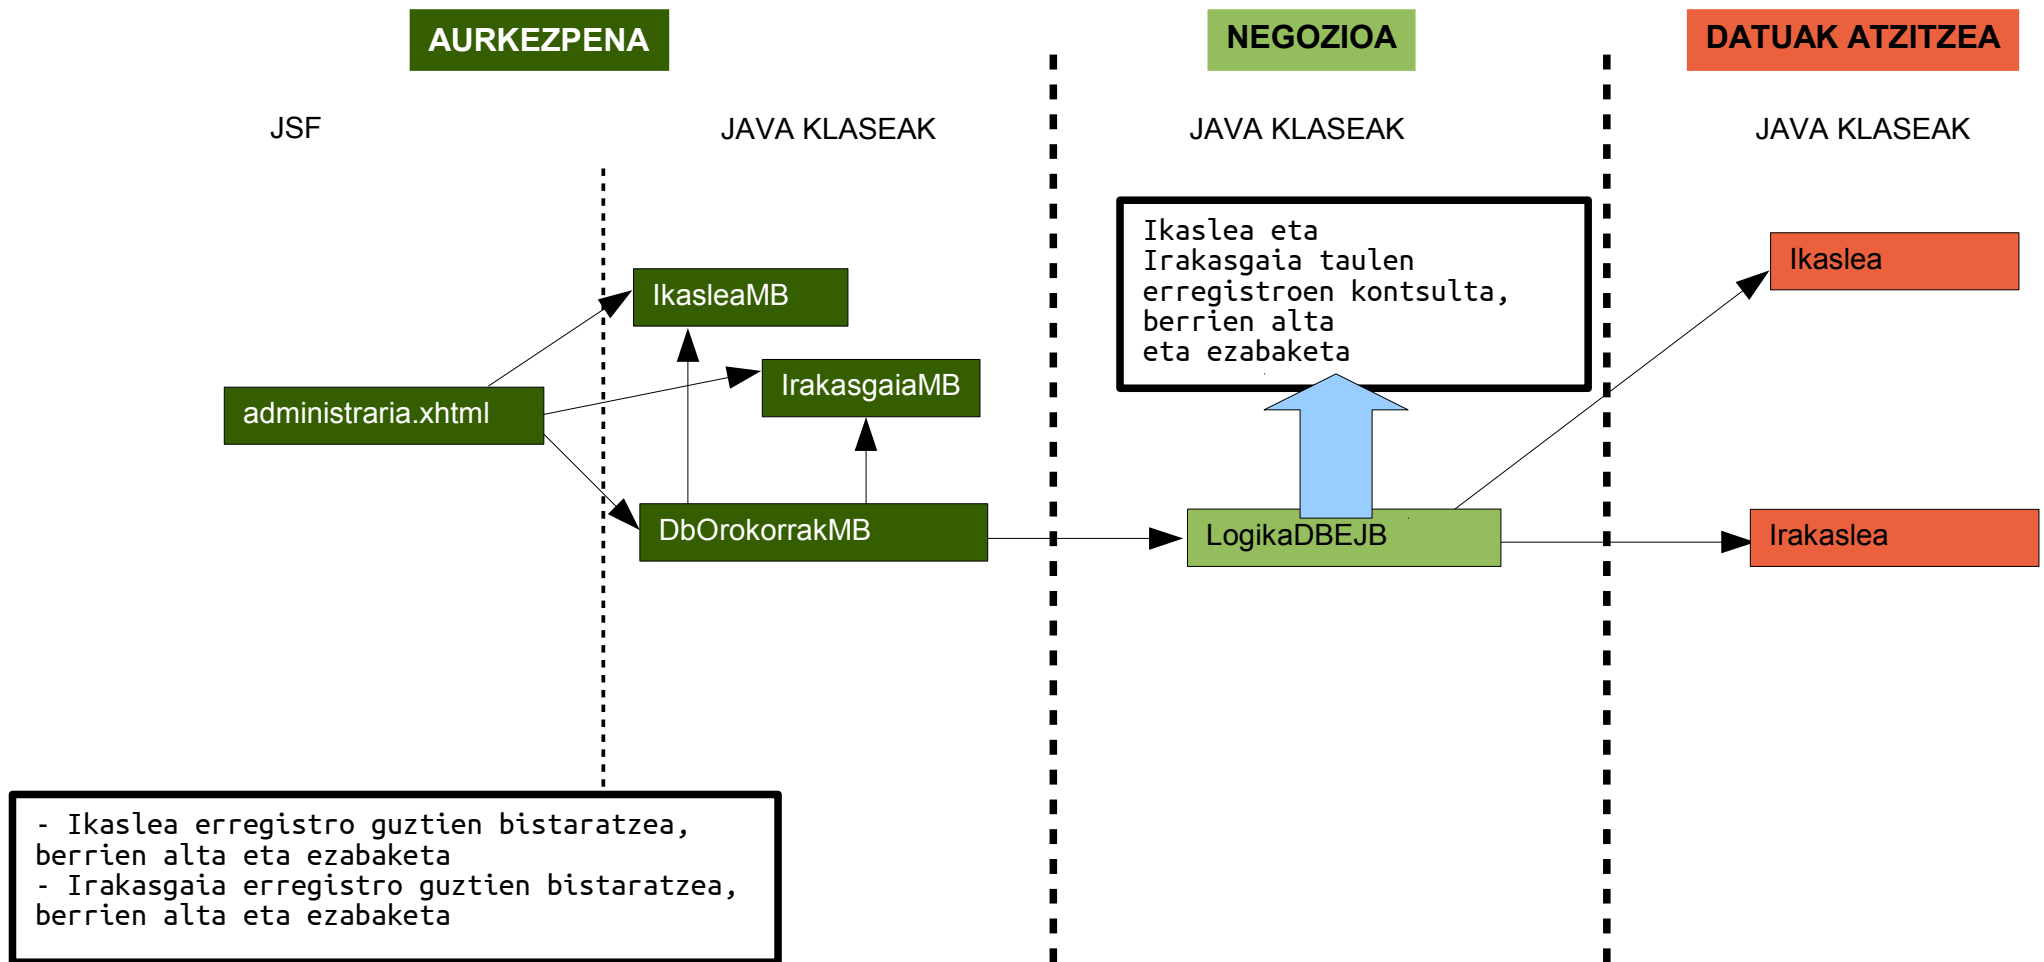 AURKEZPENA
NEGOZIOA
DATUAK ATZITZEA
JSF
JAVA KLASEAK
JAVA KLASEAK
JAVA KLASEAK
Ikaslea eta
Irakasgaia taulen
erregistroen kontsulta,
berrien alta
eta ezabaketa
Ikaslea
IkasleaMB
IrakasgaiaMB
administraria.xhtml
DbOrokorrakMB
LogikaDBEJB
Irakaslea
- Ikaslea erregistro guztien bistaratzea,
berrien alta eta ezabaketa
- Irakasgaia erregistro guztien bistaratzea,
berrien alta eta ezabaketa